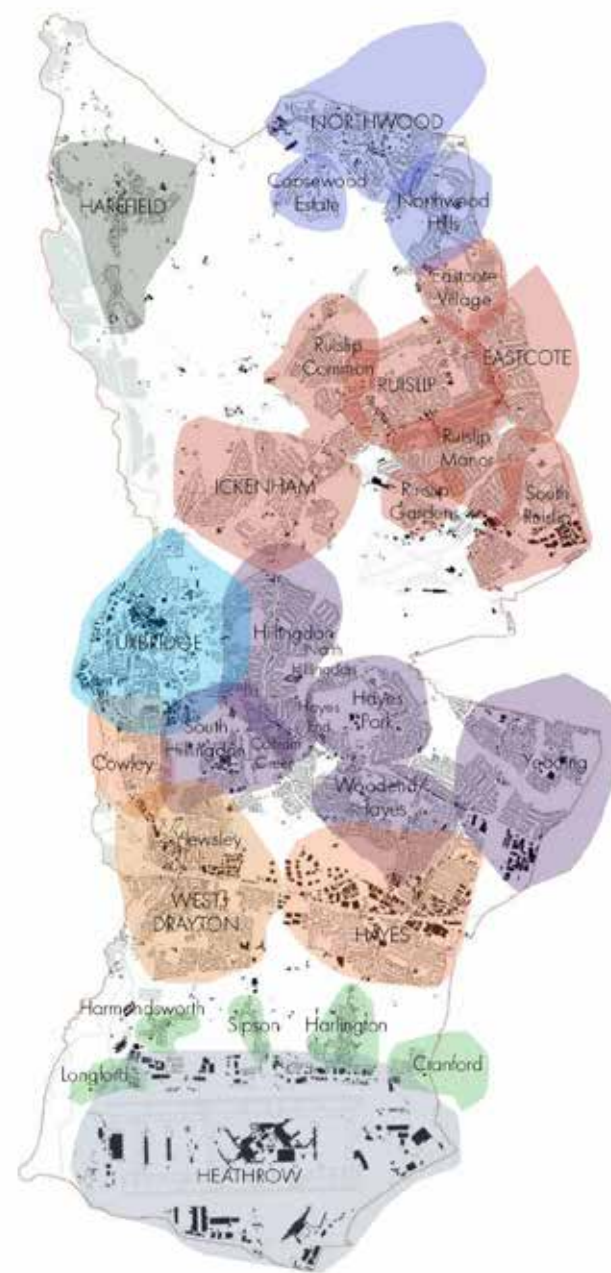 NORTHWOOD
Copsewood
Estate
Northwood
Hills
HAREFIELD
Eastcote
Village
Ruislip
Common
RUISLIP
EASTCOTE
Ruislip
Manor
ICKENHAM
Ruislip
Gardens
South
Ruislip
UXBRIDGE
Hillingdon
North
Hillingdon
Hayes
End
Hayes
Park
South
Hillingdon
Colham
Green
Yeading
Cowley
Woodend/
Hayes
Yiewsley
WEST
DRAYTON
HAYES
Harmondsworth
Sipson
Harlington
Longford
Cranford
HEATHROW